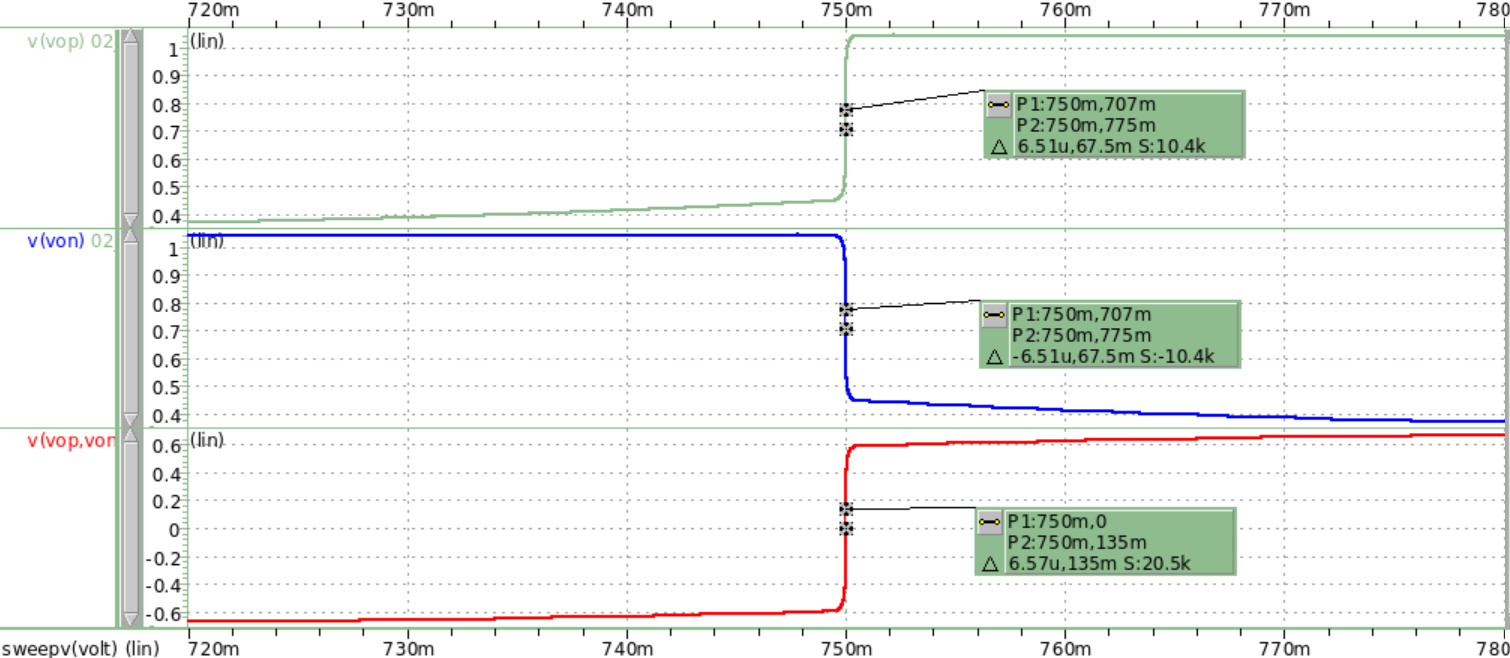 720m 730m 740m 750m 760m 770m 780
v(vop) 02 (lin)
1
0.9
0.8
0.7
0.6
0.5
0.4
P1:750m,707m
P2:750m,775m
△ 6.51u,67.5m S:10.4k
v(von) 02 (lin)
1
0.9
0.8
0.7
0.6
0.5
0.4
P1:750m,707m
P2:750m,775m
△ -6.51u,67.5m S:-10.4k
v(vop,von (lin)
0.6
0.4
0.2
0
-0.2
-0.4
-0.6
P1:750m,0
P2:750m,135m
△ 6.57u,135m S:20.5k
sweepv(volt) (lin) 720m 730m 740m 750m 760m 770m 780